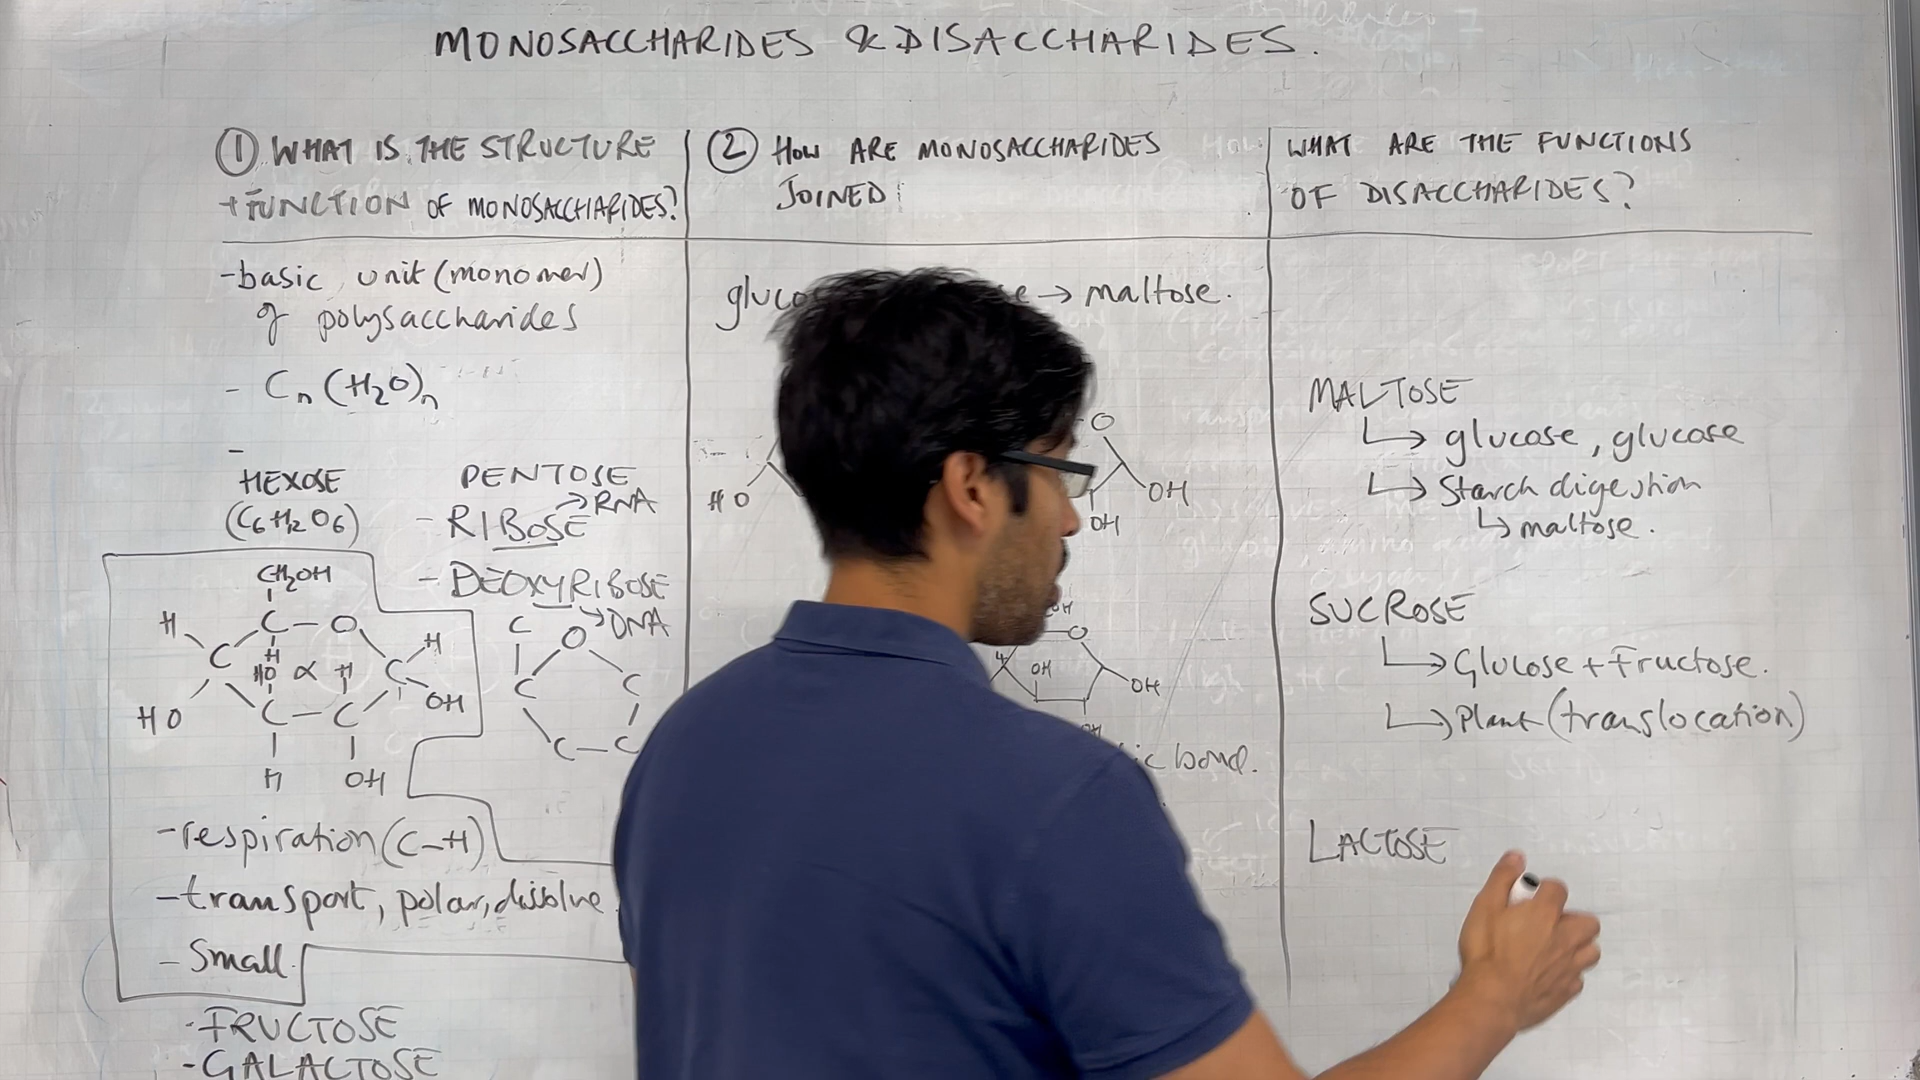 MONOSACCHARIDES & DISACCHARIDES.
① WHAT IS THE STRUCTURE
+ FUNCTION OF MONOSACCHARIDES?
- basic unit (monomer)
of polysaccharides
- Cn (H2O)n
-
HEXOSE
(C6H2O6)
CH2OH
H C O H
C H HO α H C
HO C C OH
H OH
PENTOSE
- RIBOSE → RNA
- DEOXYRIBOSE
→ DNA
C O
C C
C C
- respiration (C-H)
- transport, polar, dissolve
- Small.
- FRUCTOSE
- GALACTOSE
② HOW ARE MONOSACCHARIDES
JOINED
→ maltose.
O
HO OH
OH
O
4 OH OH
bond.
WHAT ARE THE FUNCTIONS
OF DISACCHARIDES?
MALTOSE
↳ glucose, glucose
↳ Starch digestion
↳ maltose.
SUCROSE
↳ Glucose + Fructose.
↳ Plant (translocation)
LACTOSE